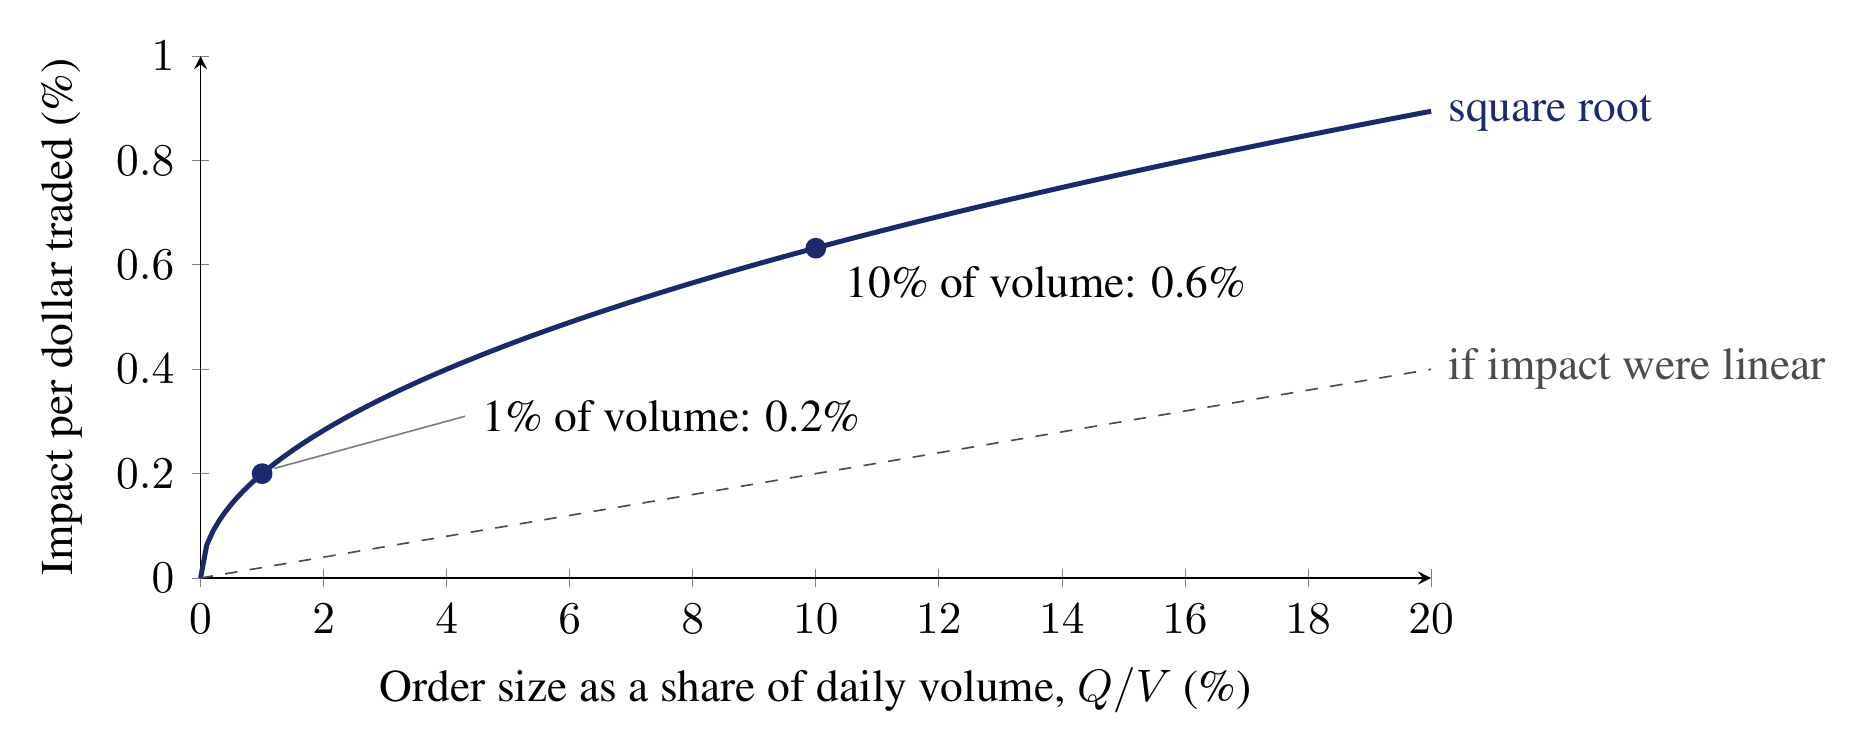 Impact per dollar traded (%)
1
0.8
0.6
0.4
0.2
0
square root
10% of volume: 0.6%
if impact were linear
1% of volume: 0.2%
0 2 4 6 8 10 12 14 16 18 20
Order size as a share of daily volume, Q/V (%)